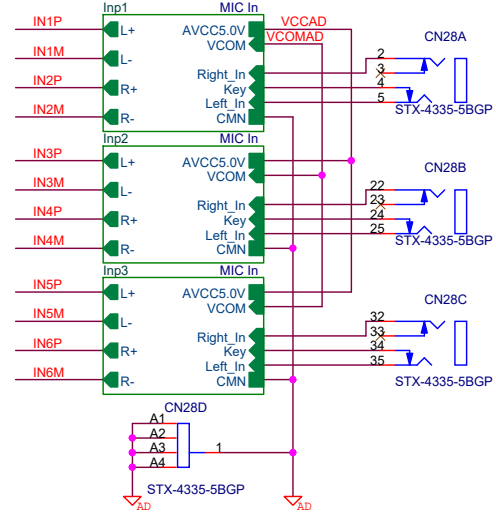 Inp1 MIC In
IN1P L+ AVCC5.0V VCCAD
VCOM VCOMAD CN28A
IN1M L- Right_In 2
3
IN2P R+ Key 4
Left_In 5
IN2M R- CMN STX-4335-5BGP
Inp2 MIC In
IN3P L+ AVCC5.0V
VCOM CN28B
IN3M L- Right_In 22
23
IN4P R+ Key 24
Left_In 25
IN4M R- CMN STX-4335-5BGP
Inp3 MIC In
IN5P L+ AVCC5.0V
VCOM CN28C
IN5M L- Right_In 32
33
IN6P R+ Key 34
Left_In 35
IN6M R- CMN STX-4335-5BGP
CN28D
A1
A2
A3 1
A4
STX-4335-5BGP
AD AD